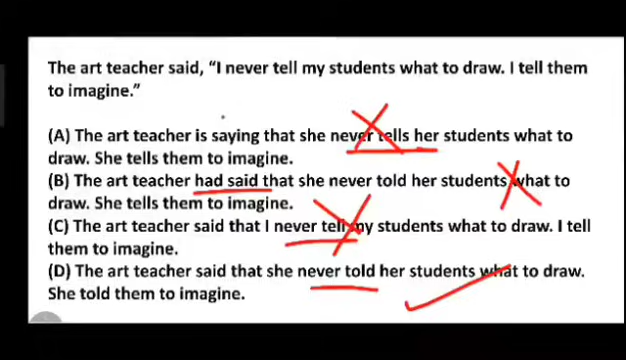 The art teacher said, “I never tell my students what to draw. I tell them
to imagine.”
(A) The art teacher is saying that she never tells her students what to
draw. She tells them to imagine.
(B) The art teacher had said that she never told her students what to
draw. She tells them to imagine.
(C) The art teacher said that I never tell my students what to draw. I tell
them to imagine.
(D) The art teacher said that she never told her students what to draw.
She told them to imagine.